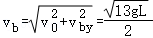 v_b = √(v_0^2 + v_by^2) = √(13gL) / 2